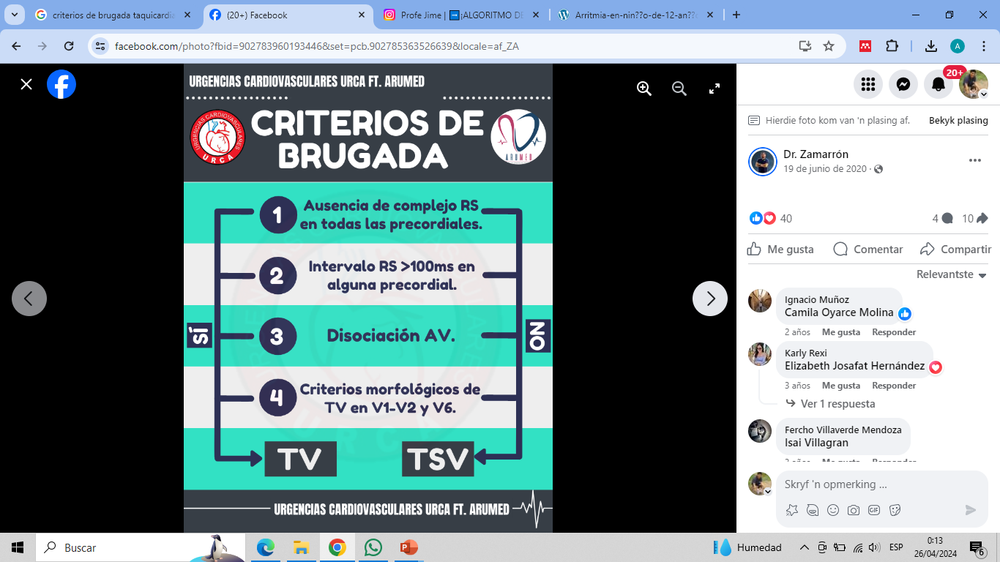 criterios de brugada taquicardia
(20+) Facebook
Profe Jime | ➡️¡ALGORITMO DE
Arritmia-en-nin??o-de-12-an??
facebook.com/photo?fbid=902783960193446&set=pcb.902785363526639&locale=af_ZA
A
URGENCIAS CARDIOVASCULARES URCA FT. ARUMED
URGENCIAS CARDIOVASCULARES
URCA
CRITERIOS DE
BRUGADA
ARUMED
1
Ausencia de complejo RS
en todas las precordiales.
2
Intervalo RS >100ms en
alguna precordial.
SÍ
3
Disociación AV.
NO
4
Criterios morfológicos de
TV en V1-V2 y V6.
TV
TSV
URGENCIAS CARDIOVASCULARES URCA FT. ARUMED
20+
Hierdie foto kom van 'n plasing af.
Bekyk plasing
Dr. Zamarrón
19 de junio de 2020 ·
40
4
10
Me gusta
Comentar
Compartir
Relevantste
Ignacio Muñoz
Camila Oyarce Molina
2 años Me gusta Responder
Karly Rexi
Elizabeth Josafat Hernández
3 años Me gusta Responder
Ver 1 respuesta
Fercho Villaverde Mendoza
Isai Villagran
Me gusta Responder
Skryf 'n opmerking ...
GIF
Buscar
Humedad
ESP
0:13
26/04/2024
6